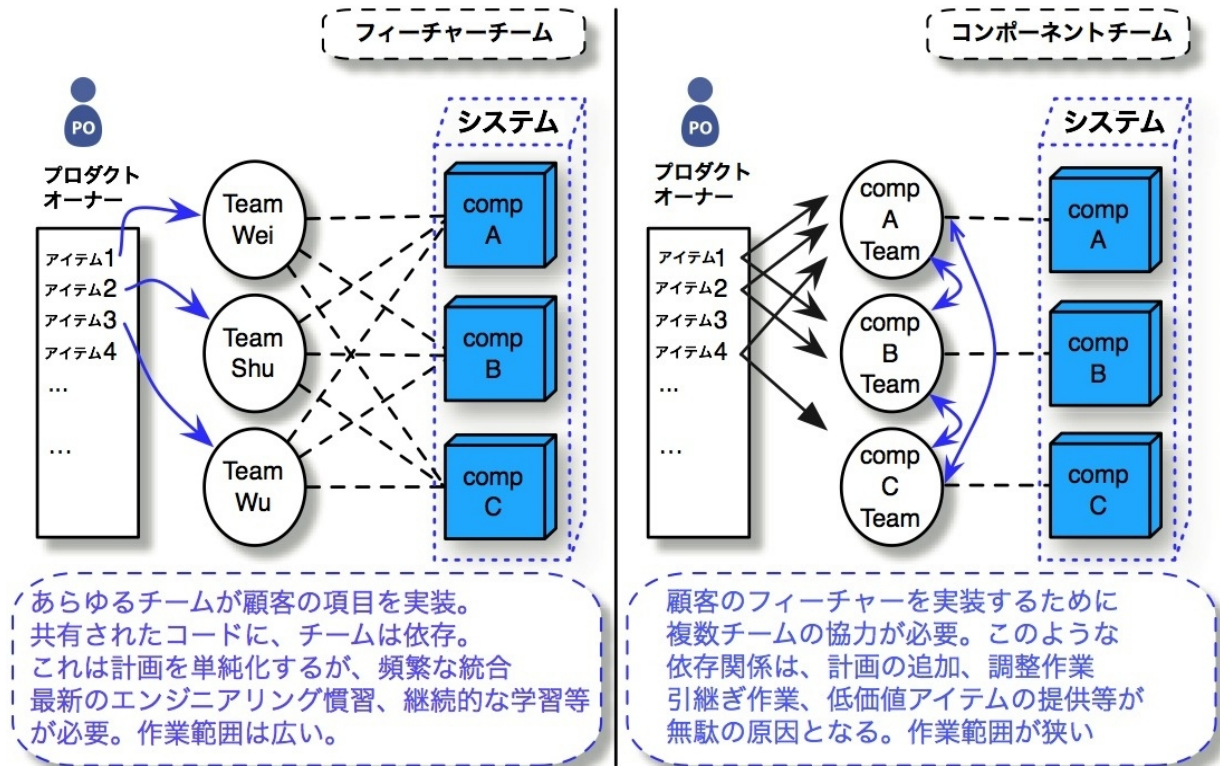 フィーチャーチーム
PO
プロダクト
オーナー
アイテム1
アイテム2
アイテム3
アイテム4
...
...
Team
Wei
Team
Shu
Team
Wu
システム
comp
A
comp
B
comp
C
あらゆるチームが顧客の項目を実装。
共有されたコードに、チームは依存。
これは計画を単純化するが、頻繁な統合
最新のエンジニアリング慣習、継続的な学習等
が必要。作業範囲は広い。
コンポーネントチーム
PO
プロダクト
オーナー
アイテム1
アイテム2
アイテム3
アイテム4
...
...
comp
A
Team
comp
B
Team
comp
C
Team
システム
comp
A
comp
B
comp
C
顧客のフィーチャーを実装するために
複数チームの協力が必要。このような
依存関係は、計画の追加、調整作業
引継ぎ作業、低価値アイテムの提供等が
無駄の原因となる。作業範囲が狭い